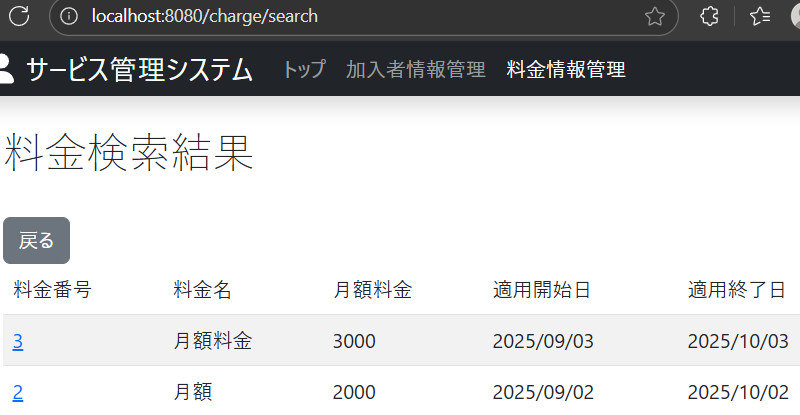 localhost:8080/charge/search
サービス管理システム トップ 加入者情報管理 料金情報管理
料金検索結果
戻る
料金番号 料金名 月額料金 適用開始日 適用終了日
3 月額料金 3000 2025/09/03 2025/10/03
2 月額 2000 2025/09/02 2025/10/02